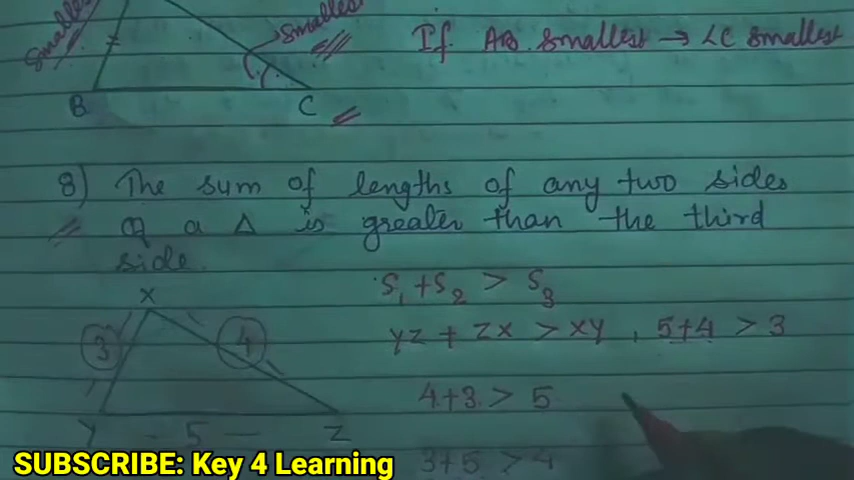 smallest
smallest
If AB smallest → ∠C smallest
B
C
8) The sum of lengths of any two sides
of a Δ is greater than the third
side.
S₁+S₂ > S₃
X
YZ + ZX > XY , 5+4 > 3
3
4
4+3 > 5
Y - 5 - Z
3+5 > 4
SUBSCRIBE: Key 4 Learning